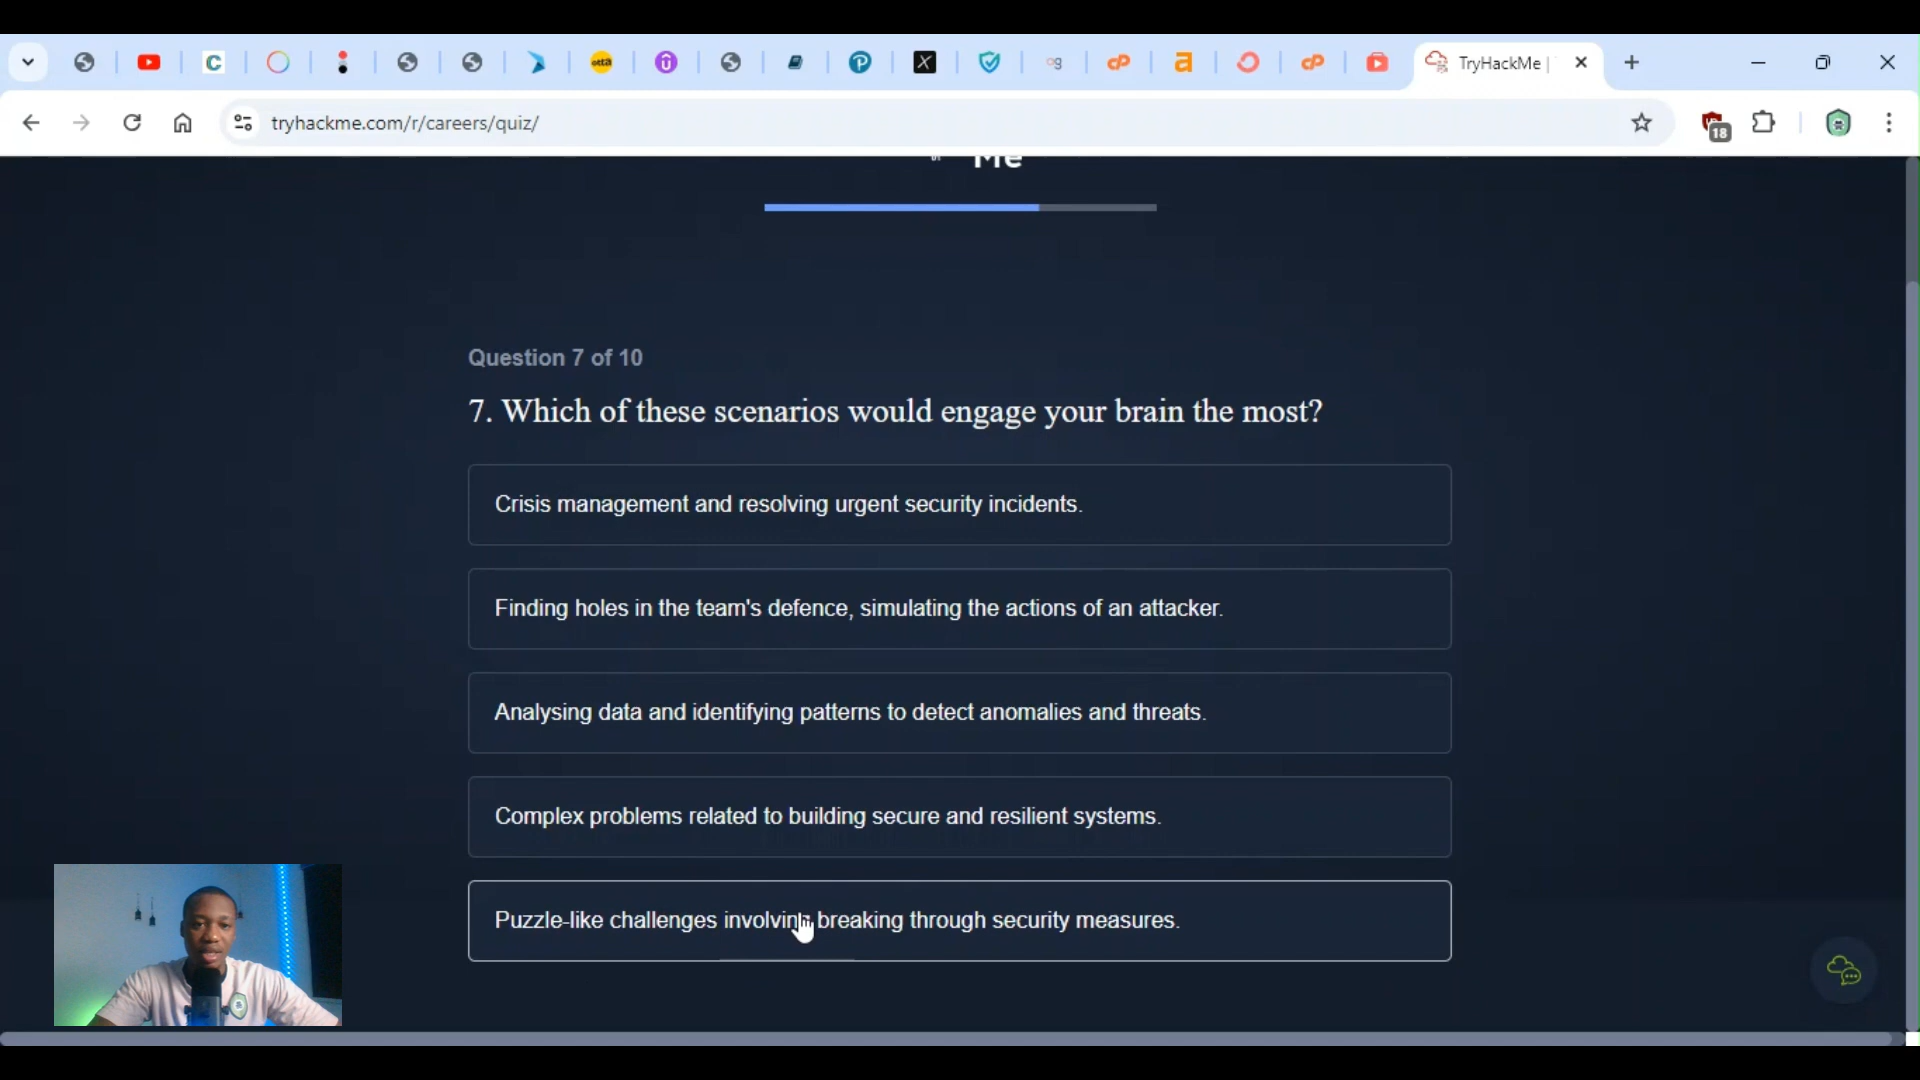 otta
og
TryHackMe |
tryhackme.com/r/careers/quiz/
18
Me
Question 7 of 10
7. Which of these scenarios would engage your brain the most?
Crisis management and resolving urgent security incidents.
Finding holes in the team's defence, simulating the actions of an attacker.
Analysing data and identifying patterns to detect anomalies and threats.
Complex problems related to building secure and resilient systems.
Puzzle-like challenges involving breaking through security measures.